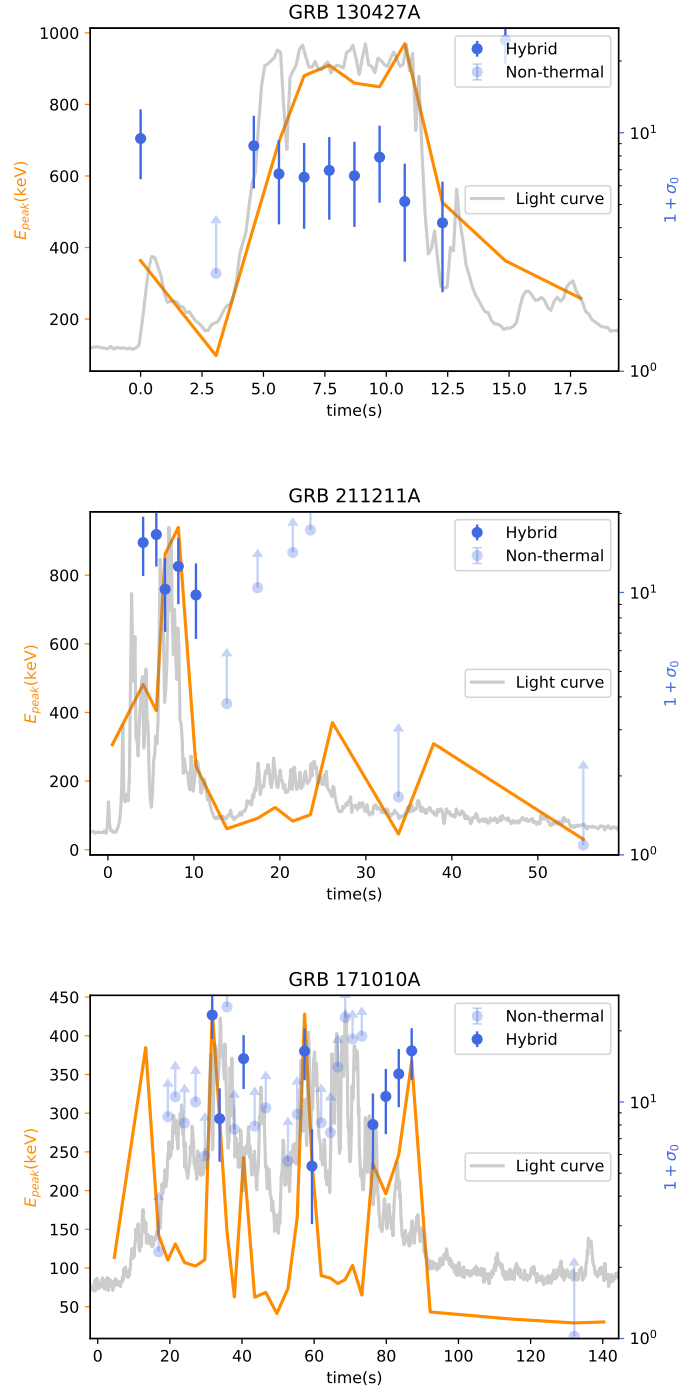 GRB 130427A
1000
800
600
400
200
E_peak(keV)
Hybrid
Non-thermal
Light curve
10^1
10^0
1 + σ_0
0.0 2.5 5.0 7.5 10.0 12.5 15.0 17.5
time(s)
GRB 211211A
800
600
400
200
0
E_peak(keV)
Hybrid
Non-thermal
Light curve
10^1
10^0
1 + σ_0
0 10 20 30 40 50
time(s)
GRB 171010A
450
400
350
300
250
200
150
100
50
E_peak(keV)
Non-thermal
Hybrid
Light curve
10^1
10^0
1 + σ_0
0 20 40 60 80 100 120 140
time(s)